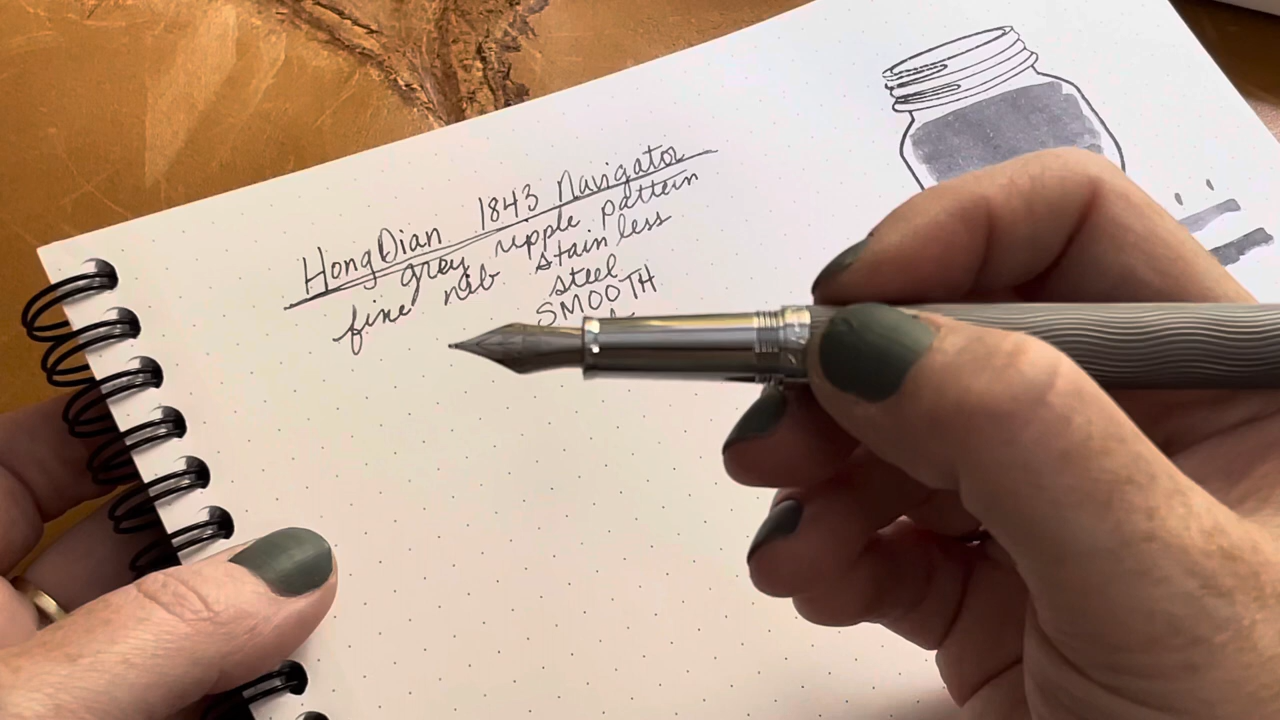 HongDian 1843 Navigator
grey ripple pattern
fine nib stainless
steel
SMOOTH